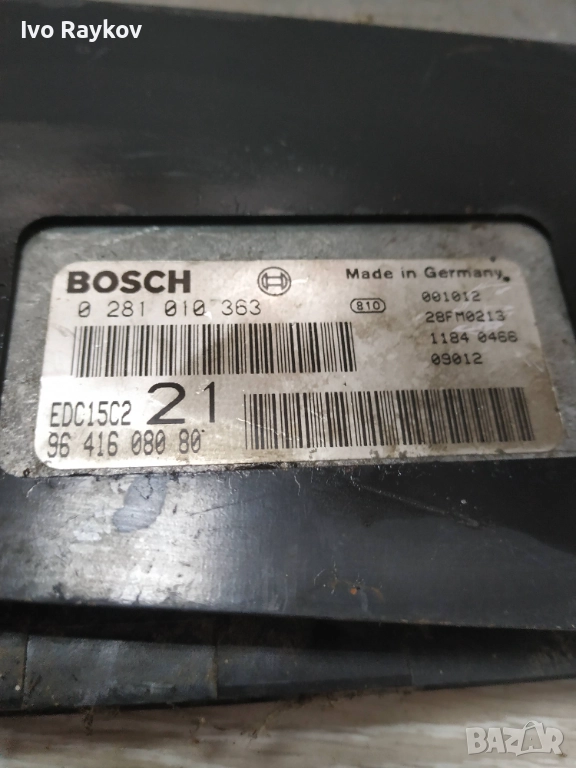 Ivo Raykov
BOSCH
Made in Germany
0 281 010 363
810
001012
28FM0213
1184 0466
09012
EDC15C2 21
96 416 080 80
BAZAR